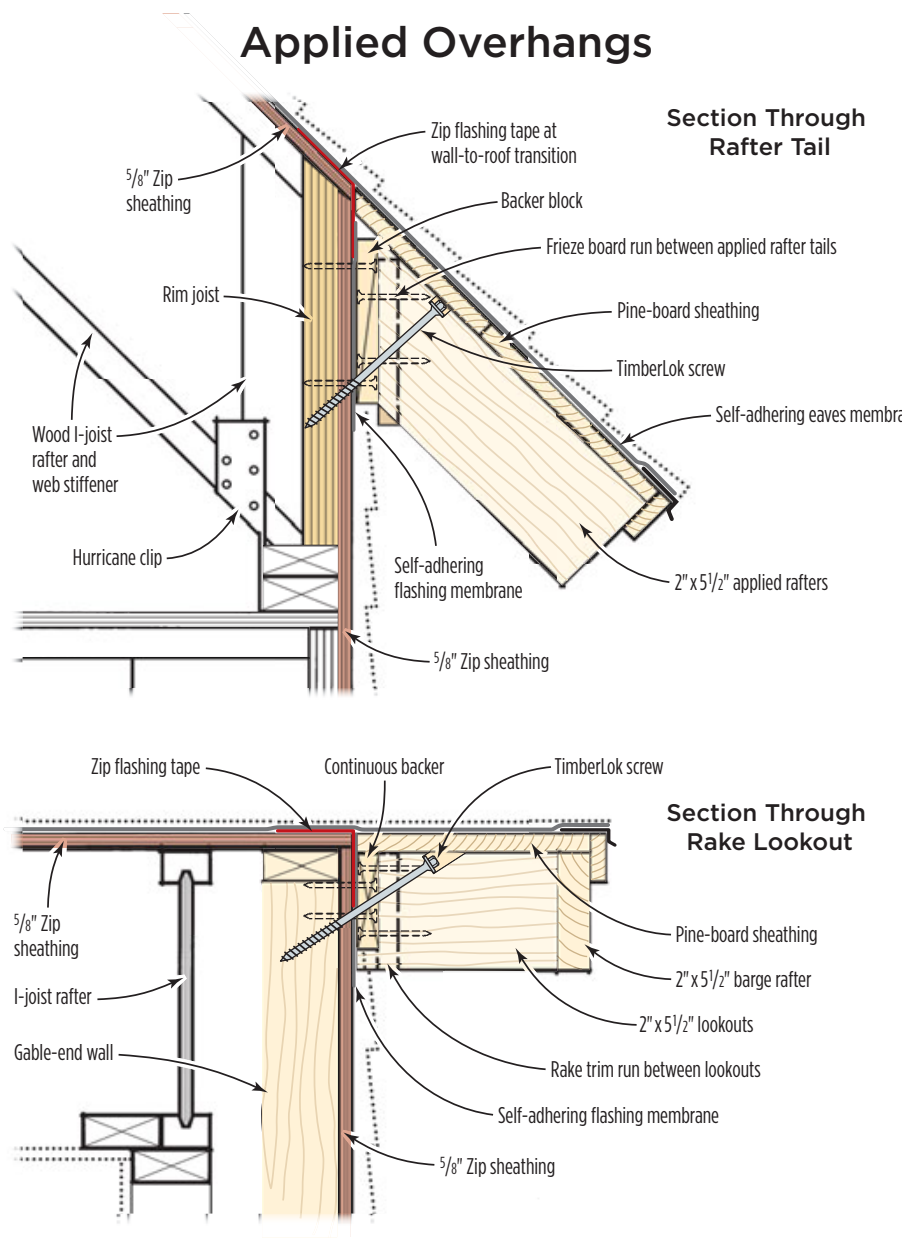 Applied Overhangs
Section Through
Rafter Tail
Zip flashing tape at
wall-to-roof transition
5/8" Zip
sheathing
Backer block
Frieze board run between applied rafter tails
Rim joist
Pine-board sheathing
TimberLok screw
Self-adhering eaves membra
Wood I-joist
rafter and
web stiffener
Hurricane clip
Self-adhering
flashing membrane
2" x 5 1/2" applied rafters
5/8" Zip sheathing
Zip flashing tape
Continuous backer
TimberLok screw
Section Through
Rake Lookout
5/8" Zip
sheathing
Pine-board sheathing
2" x 5 1/2" barge rafter
I-joist rafter
2" x 5 1/2" lookouts
Gable-end wall
Rake trim run between lookouts
Self-adhering flashing membrane
5/8" Zip sheathing